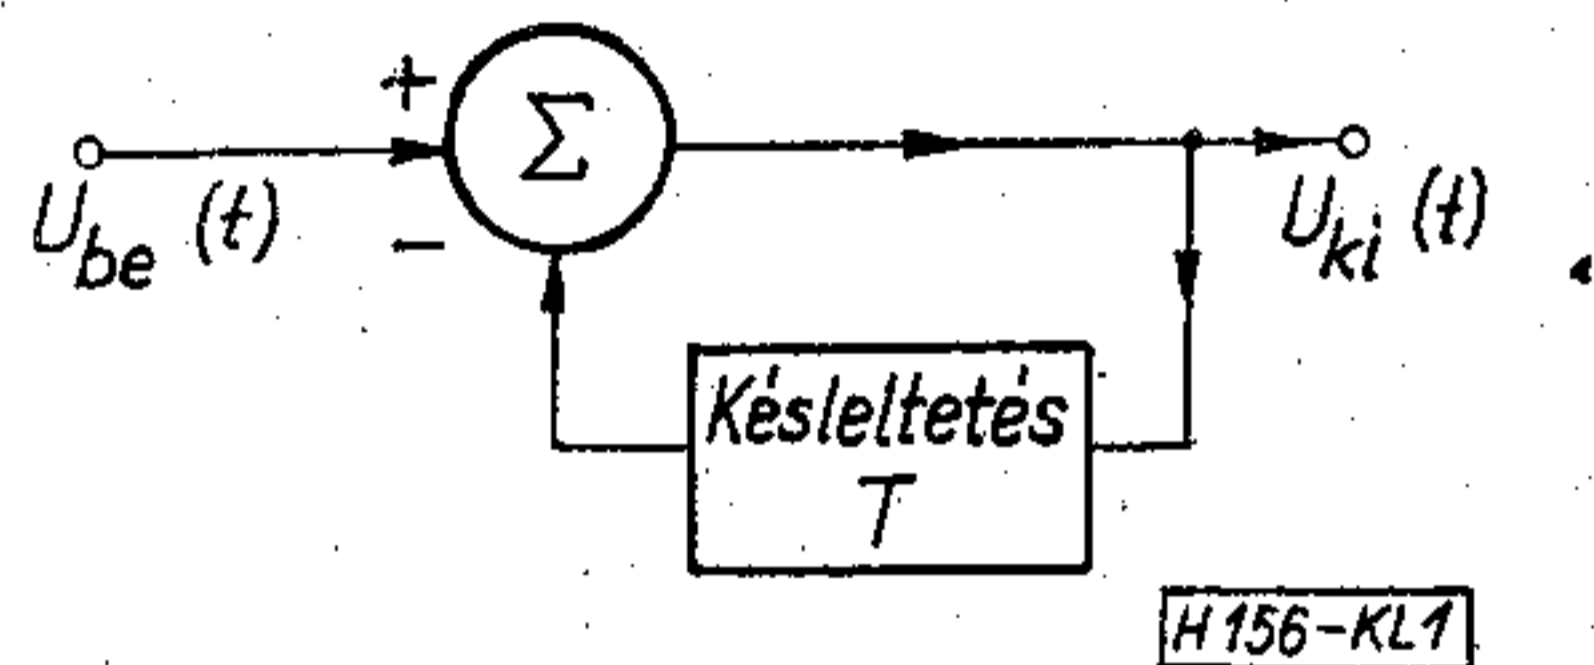 +
Σ
U_be (t)
−
U_ki (t)
Késleltetés
T
H156-KL1